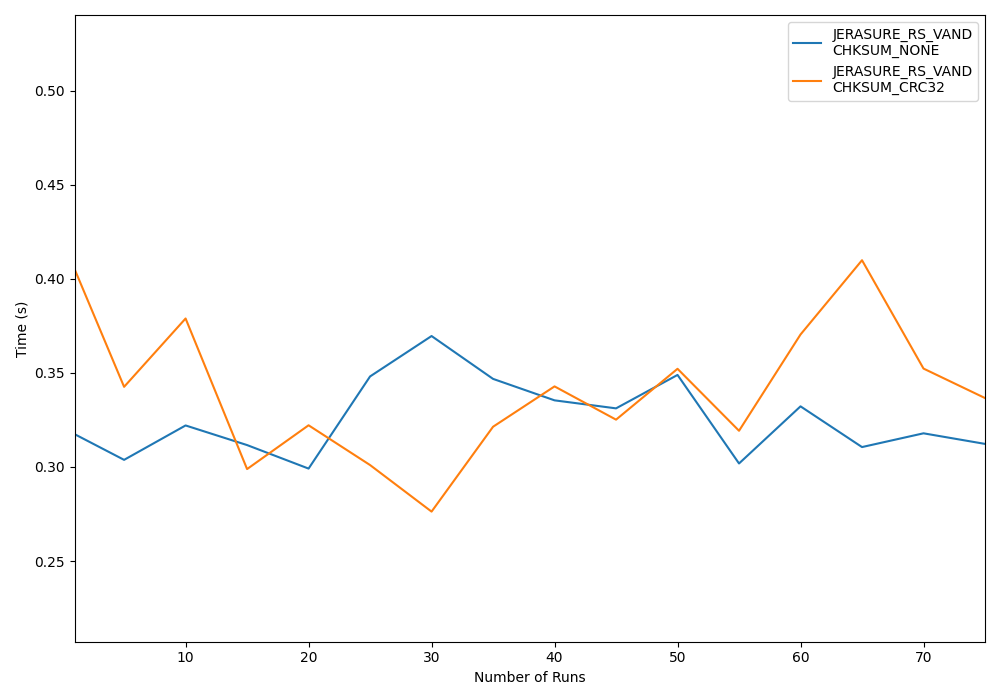 JERASURE_RS_VAND
CHKSUM_NONE
JERASURE_RS_VAND
CHKSUM_CRC32
0.50
0.45
0.40
0.35
0.30
0.25
Time (s)
10 20 30 40 50 60 70
Number of Runs